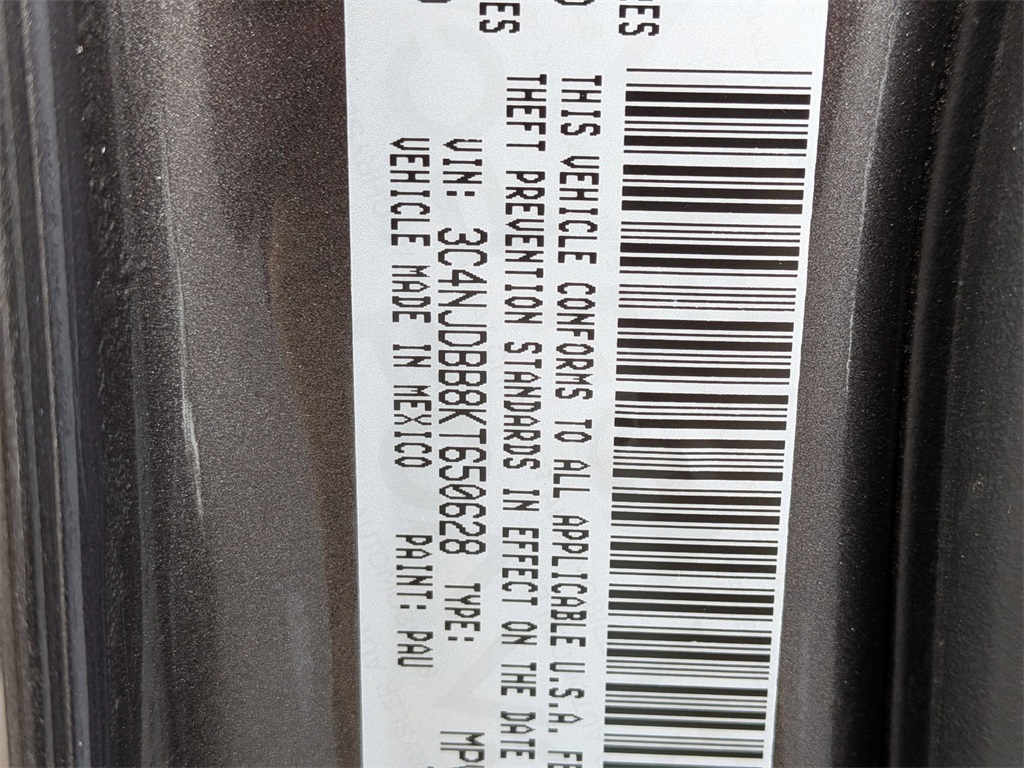 THIS VEHICLE CONFORMS TO ALL APPLICABLE U.S.A.
THEFT PREVENTION STANDARDS IN EFFECT ON THE DATE
VIN: 3C4NJDBB8KT650628 TYPE:
VEHICLE MADE IN MEXICO PAINT: PAU